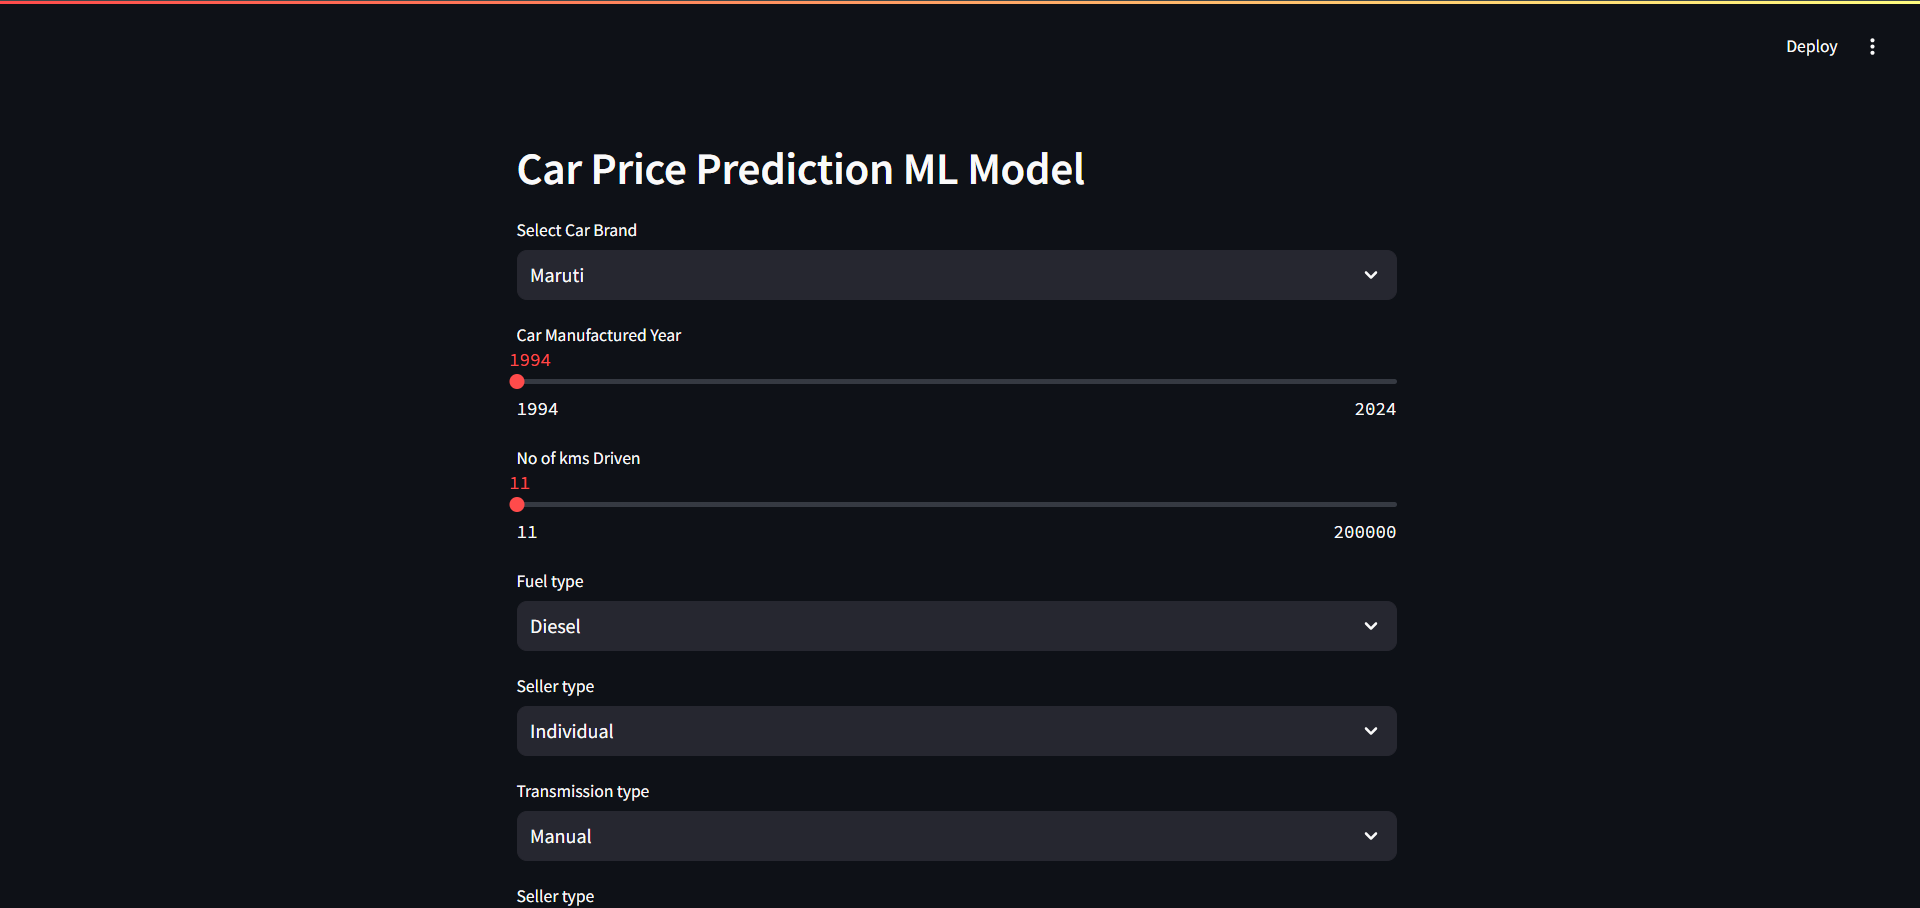 Deploy
Car Price Prediction ML Model
Select Car Brand
Maruti
Car Manufactured Year
1994
1994 2024
No of kms Driven
11
11 200000
Fuel type
Diesel
Seller type
Individual
Transmission type
Manual
Seller type